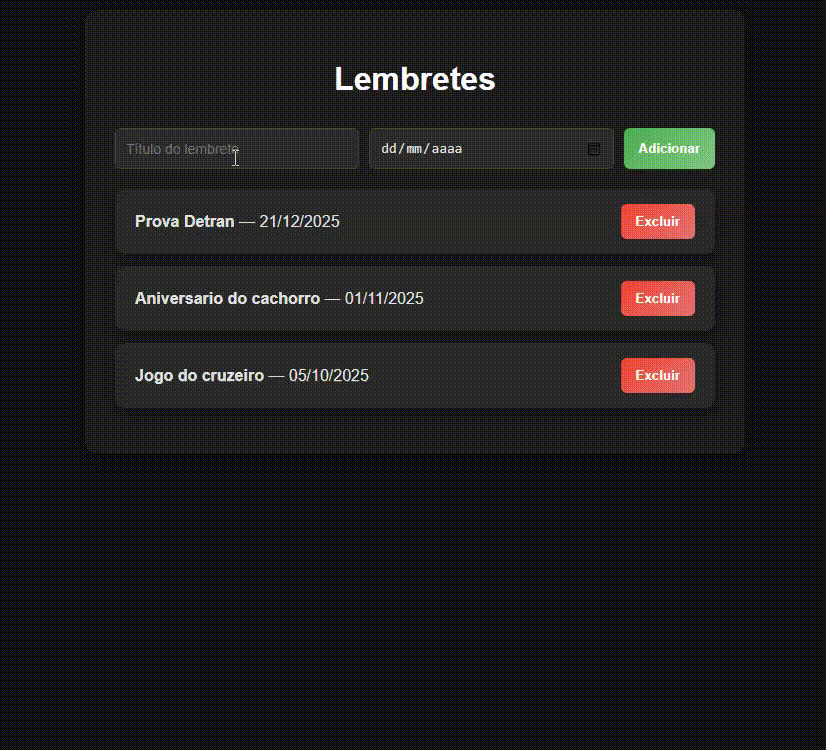 Lembretes
Título do lembrete
dd/mm/aaaa
Adicionar
Prova Detran — 21/12/2025
Excluir
Aniversario do cachorro — 01/11/2025
Excluir
Jogo do cruzeiro — 05/10/2025
Excluir